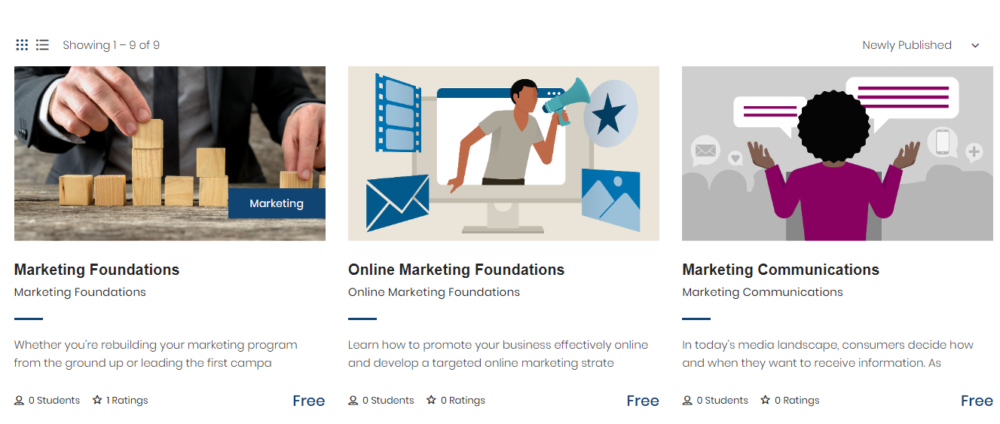 Showing 1 – 9 of 9
Newly Published
Marketing
Marketing Foundations
Marketing Foundations
Whether you're rebuilding your marketing program
from the ground up or leading the first campa
0 Students
1 Ratings
Free
Online Marketing Foundations
Online Marketing Foundations
Learn how to promote your business effectively online
and develop a targeted online marketing strate
0 Students
0 Ratings
Free
Marketing Communications
Marketing Communications
In today's media landscape, consumers decide how
and when they want to receive information. As
0 Students
0 Ratings
Free